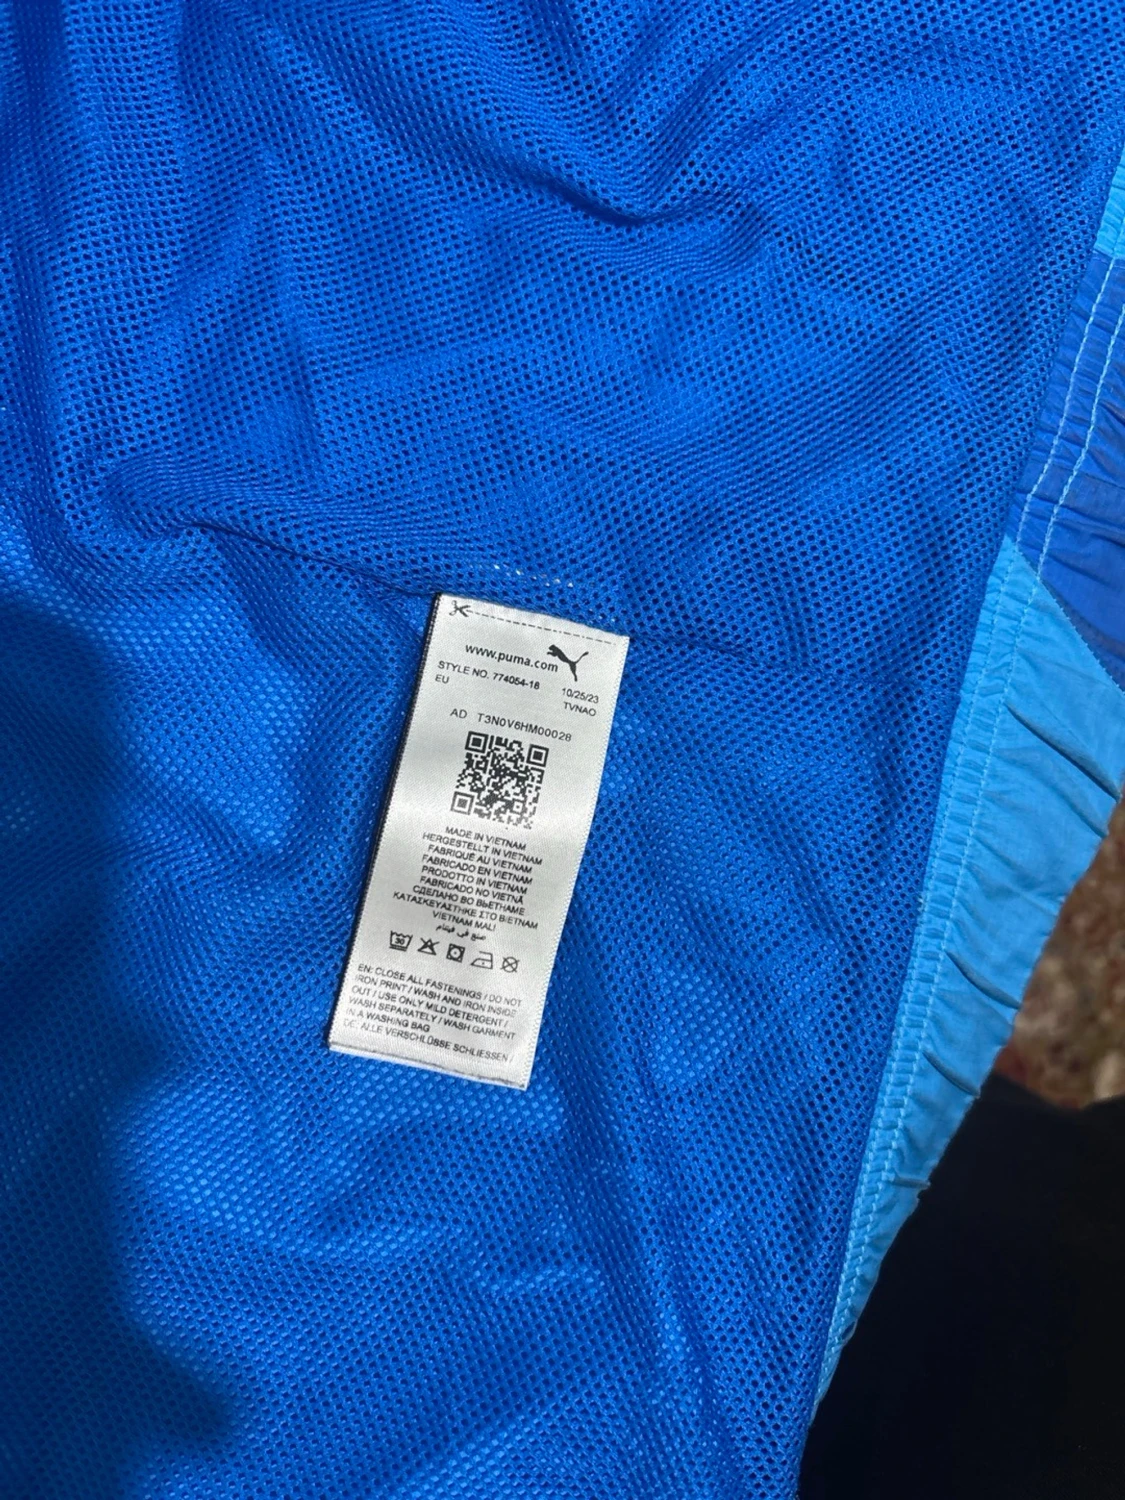 www.puma.com
STYLE NO. 774054-18
EU
10/25/23
TVNAO
AD T3N0V6HM00028
MADE IN VIETNAM
HERGESTELLT IN VIETNAM
FABRIQUÉ AU VIETNAM
FABRICADO EN VIETNAM
PRODOTTO IN VIETNAM
FABRICADO NO VIETNÃ
СДЕЛАНО ВО ВЬЕТНАМЕ
ΚΑΤΑΣΚΕΥΑΣΤΗΚΕ ΣΤΟ ΒΙΕΤΝΑΜ
VIETNAM MALI
صنع في فيتنام
30
EN: CLOSE ALL FASTENINGS / DO NOT
IRON PRINT / WASH AND IRON INSIDE
OUT / USE ONLY MILD DETERGENT /
WASH SEPARATELY / WASH GARMENT
IN A WASHING BAG
DE: ALLE VERSCHLÜSSE SCHLIESSEN /